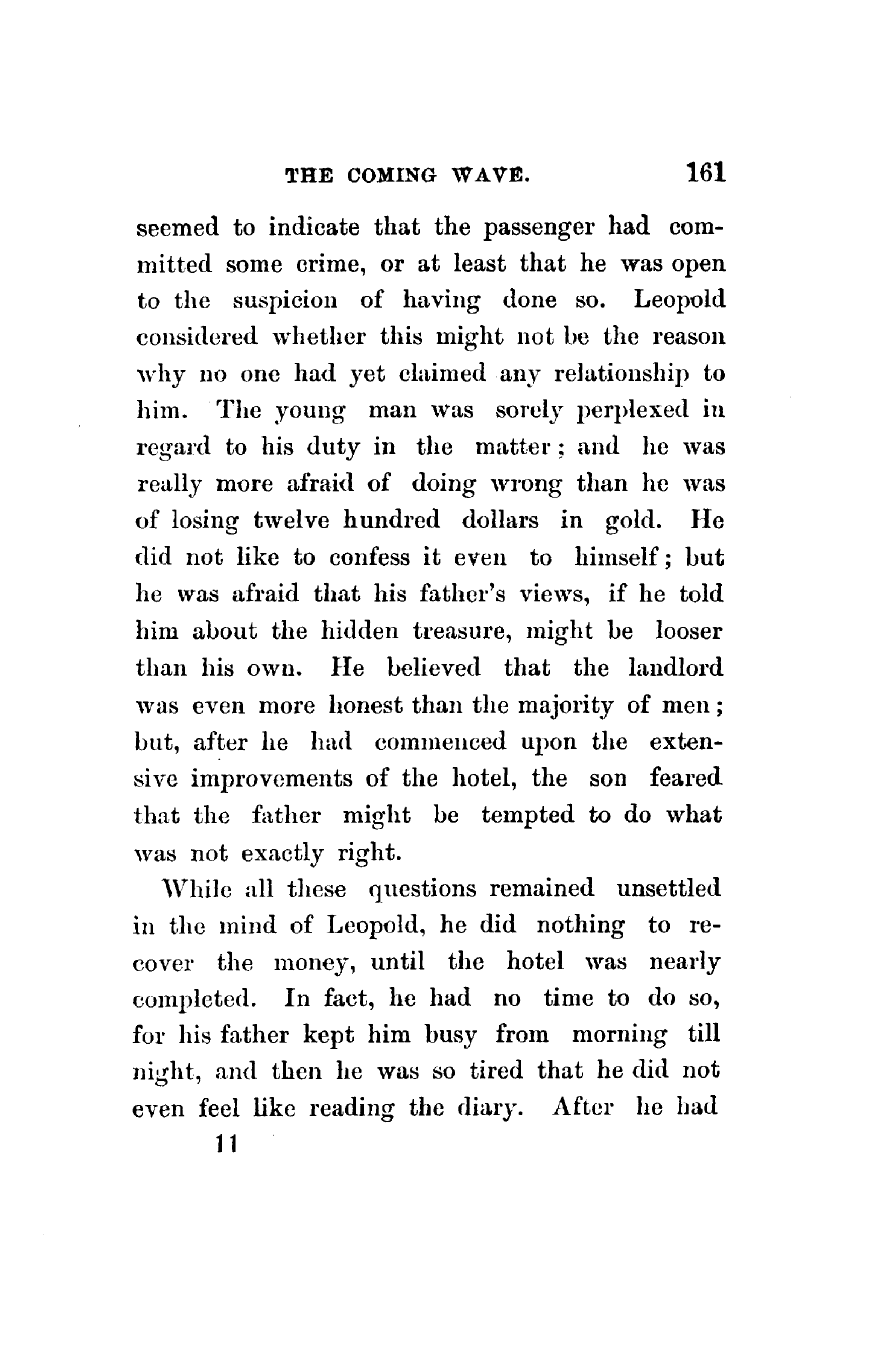 THE COMING WAVE. 161
seemed to indicate that the passenger had com-
mitted some crime, or at least that he was open
to the suspicion of having done so. Leopold
considered whether this might not be the reason
why no one had yet claimed any relationship to
him. The young man was sorely perplexed in
regard to his duty in the matter; and he was
really more afraid of doing wrong than he was
of losing twelve hundred dollars in gold. He
did not like to confess it even to himself; but
he was afraid that his father's views, if he told
him about the hidden treasure, might be looser
than his own. He believed that the landlord
was even more honest than the majority of men;
but, after he had commenced upon the exten-
sive improvements of the hotel, the son feared
that the father might be tempted to do what
was not exactly right.
While all these questions remained unsettled
in the mind of Leopold, he did nothing to re-
cover the money, until the hotel was nearly
completed. In fact, he had no time to do so,
for his father kept him busy from morning till
night, and then he was so tired that he did not
even feel like reading the diary. After he had
11